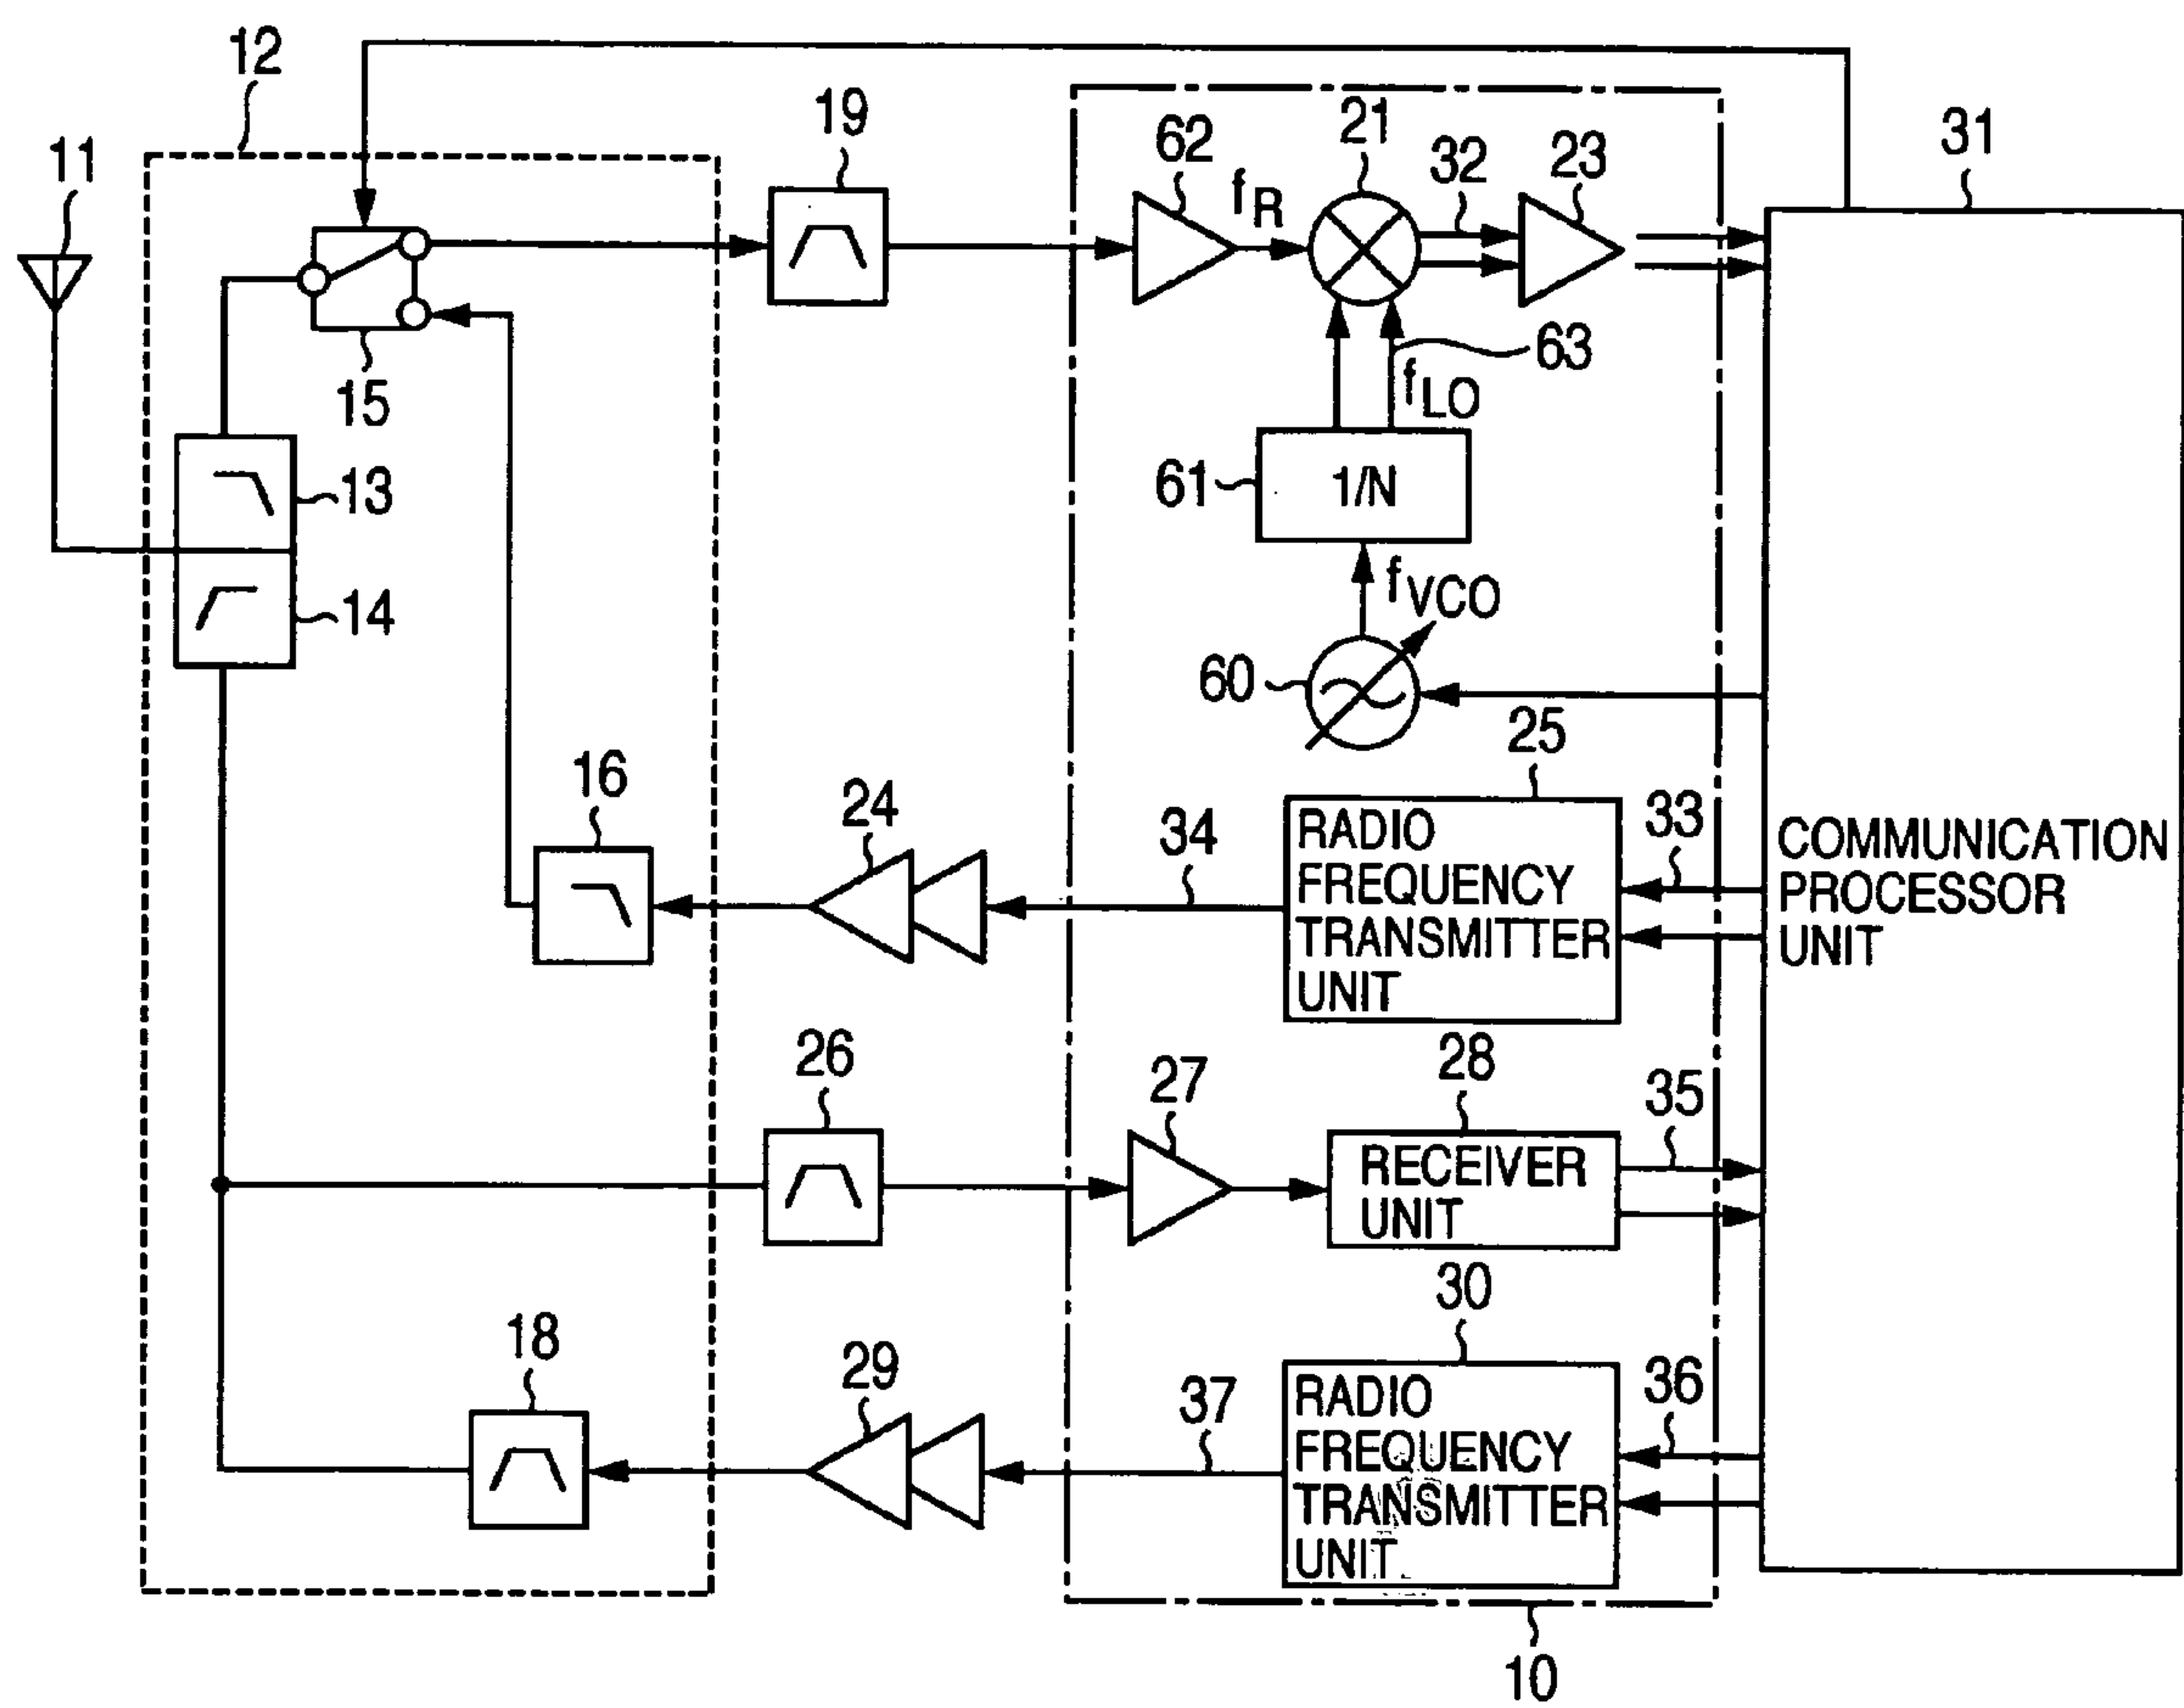 12
19
21
62
32
23
31
11
fR
63
15
fLO
61
1/N
13
fVCO
14
60
25
16
24
34
33
RADIO
FREQUENCY
TRANSMITTER
UNIT
COMMUNICATION
PROCESSOR
UNIT
26
27
28
35
RECEIVER
UNIT
30
18
29
37
36
RADIO
FREQUENCY
TRANSMITTER
UNIT
10